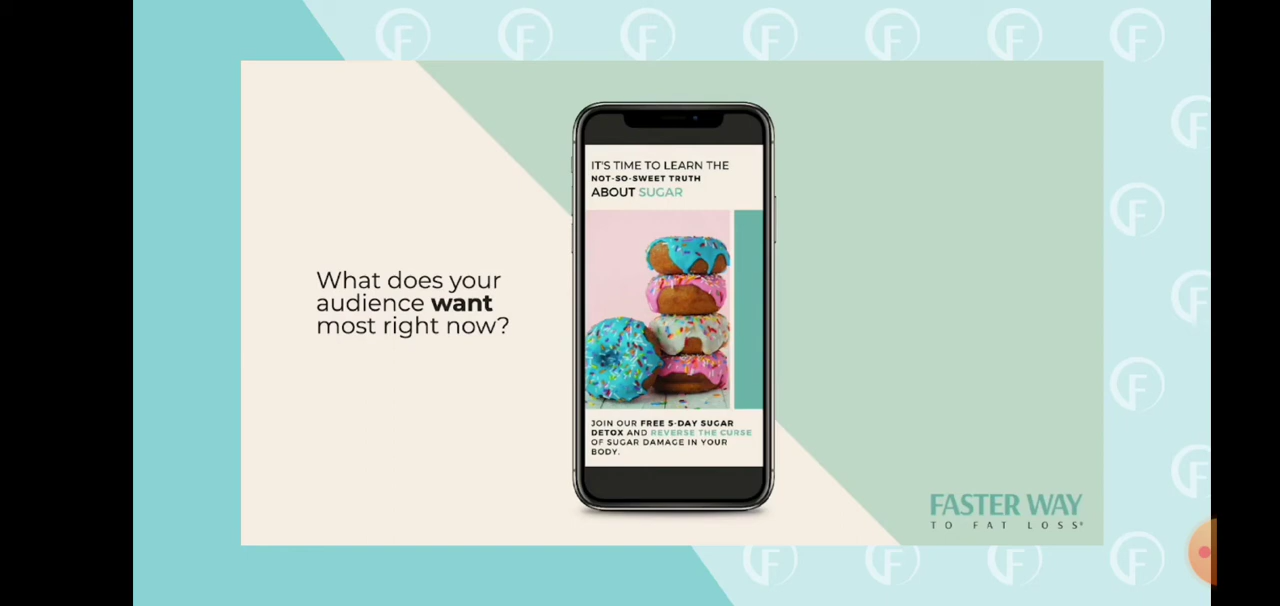 What does your
audience want
most right now?
IT'S TIME TO LEARN THE
NOT-SO-SWEET TRUTH
ABOUT SUGAR
JOIN OUR FREE 5-DAY SUGAR
DETOX AND REVERSE THE CURSE
OF SUGAR DAMAGE IN YOUR
BODY.
FASTER WAY
TO FAT LOSS®